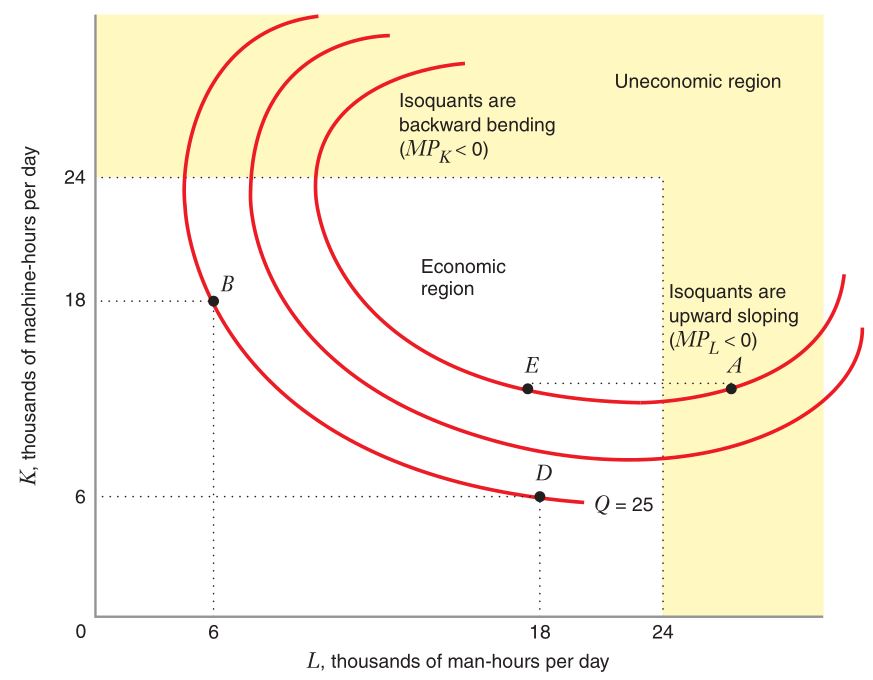 Uneconomic region
Isoquants are
backward bending
(MP_K < 0)
24
Economic
region
B
18
Isoquants are
upward sloping
(MP_L < 0)
E
A
D
6
Q = 25
0
6
18
24
K, thousands of machine-hours per day
L, thousands of man-hours per day